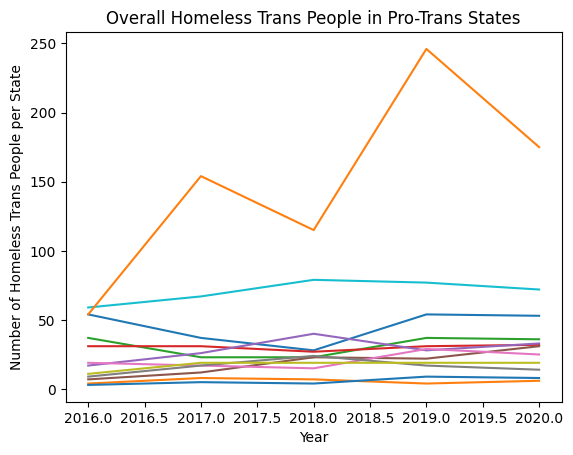 Overall Homeless Trans People in Pro-Trans States
Number of Homeless Trans People per State
250
200
150
100
50
0
2016.0 2016.5 2017.0 2017.5 2018.0 2018.5 2019.0 2019.5 2020.0
Year